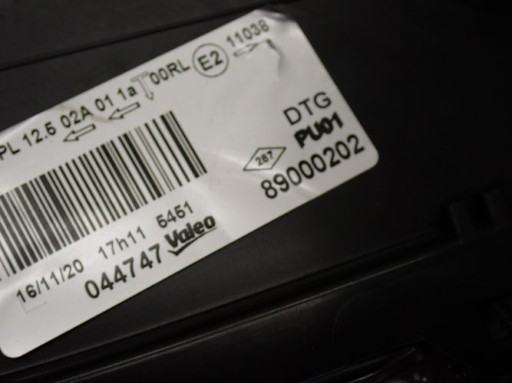 PL 12.5 02A 01 1a 00RL E2 11038
DTG
PU01
287
89000202
16/11/20 17h11 5451
044747 Valeo